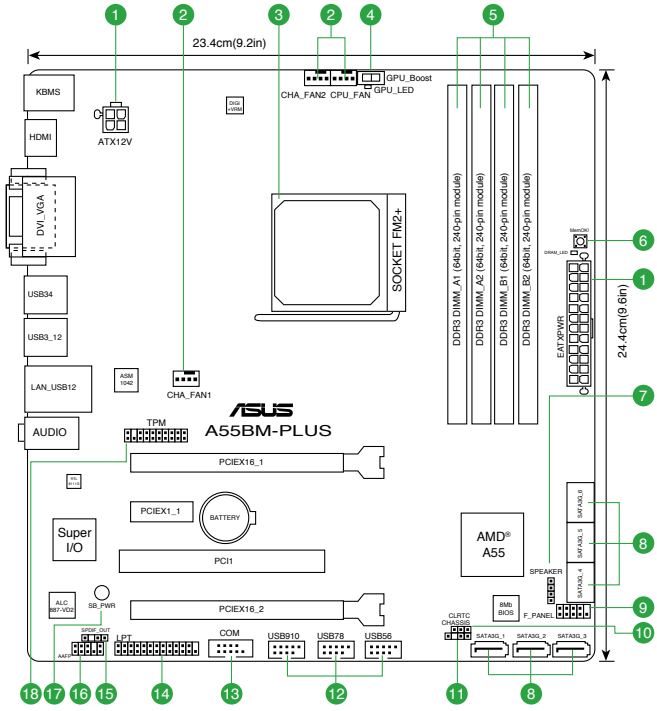 1
2
2
4
5
23.4cm(9.2in)
KBMS
DIGI
+VRM
CHA_FAN2
CPU_FAN
GPU_Boost
GPU_LED
HDMI
ATX12V
3
DVI_VGA
SOCKET FM2+
DDR3 DIMM_A1 (64bit, 240-pin module)
DDR3 DIMM_A2 (64bit, 240-pin module)
DDR3 DIMM_B1 (64bit, 240-pin module)
DDR3 DIMM_B2 (64bit, 240-pin module)
MemOK!
6
DRAM_LED
1
EATXPWR
24.4cm(9.6in)
USB34
USB3_12
2
LAN_USB12
ASM
1042
CHA_FAN1
7
AUDIO
TPM
ASUS
A55BM-PLUS
PCIEX16_1
PCIEX1_1
BATTERY
SATA3G_6
Super
I/O
AMD®
A55
SATA3G_5
8
PCI1
SPEAKER
SATA3G_4
ALC
887-VD2
SB_PWR
PCIEX16_2
8Mb
BIOS
F_PANEL
9
CLRTC
CHASSIS
10
SPDIF_OUT
AAFP
LPT
COM
USB910
USB78
USB56
SATA3G_1
SATA3G_2
SATA3G_3
18
17
16
15
14
13
12
11
8